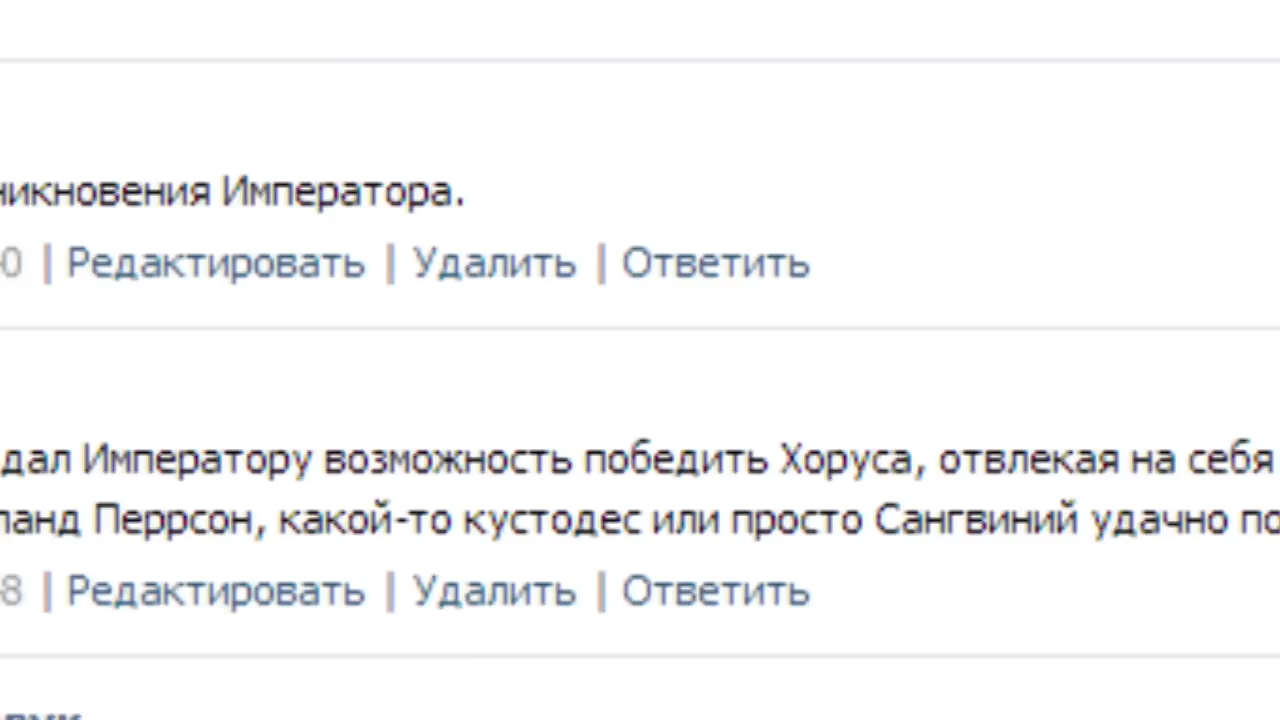 никновения Императора.
0 | Редактировать | Удалить | Ответить
дал Императору возможность победить Хоруса, отвлекая на себя
ланд Перрсон, какой-то кустодес или просто Сангвиний удачно по
8 | Редактировать | Удалить | Ответить